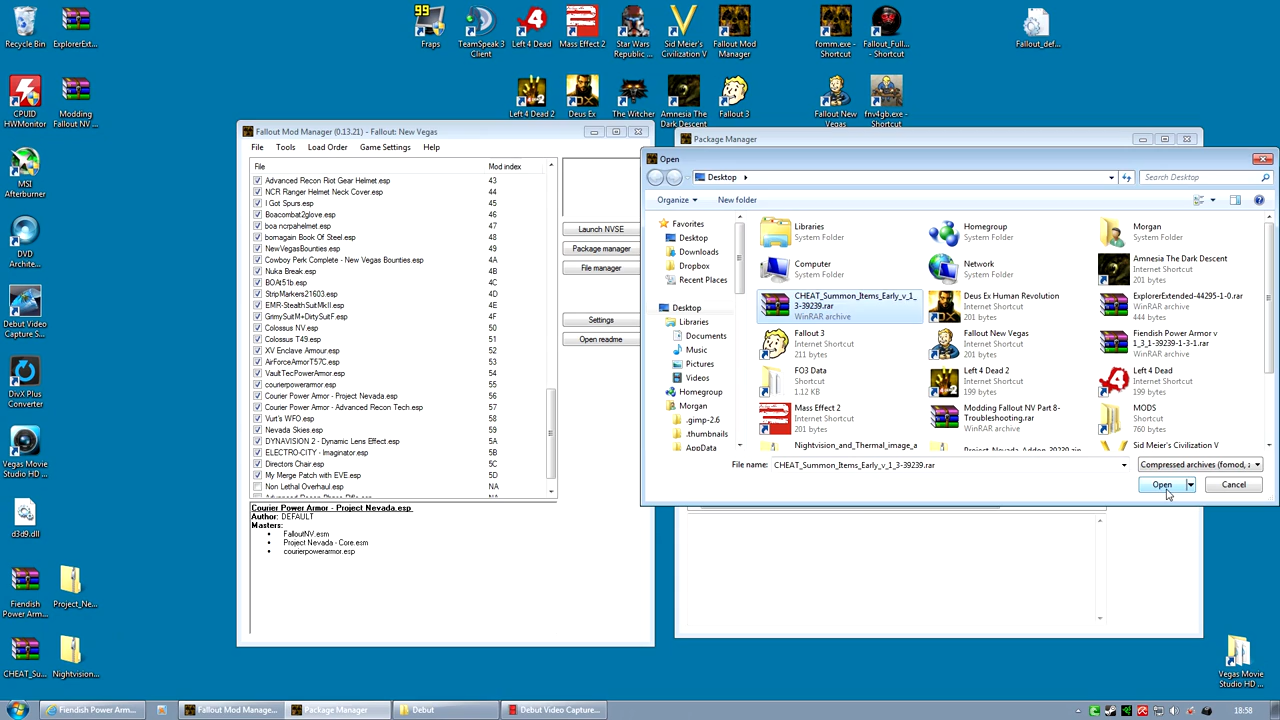 Recycle Bin
ExplorerExt...
99
Fraps
TeamSpeak 3
Client
Left 4 Dead
Mass Effect 2
Star Wars
Republic ...
Sid Meier's
Civilization V
Fallout Mod
Manager
fomm.exe -
Shortcut
Fallout_Full...
- Shortcut
Fallout_def...
CPUID
HWMonitor
Modding
Fallout NV ...
Left 4 Dead 2
Deus Ex
The Witcher
Amnesia The
Dark Descent
Fallout 3
Fallout New
Vegas
fnv4gb.exe -
Shortcut
MSI
Afterburner
DVD
Archite...
Debut Video
Capture S...
DivX Plus
Converter
Vegas Movie
Studio HD ...
d3d9.dll
Fiendish
Power Arm...
Project_Ne...
CHEAT_Su...
Nightvision...
Vegas Movie
Studio HD ...
Fallout Mod Manager (0.13.21) - Fallout: New Vegas
File Tools Load Order Game Settings Help
File Mod index
Advanced Recon Riot Gear Helmet.esp 43
NCR Ranger Helmet Neck Cover.esp 44
I Got Spurs.esp 45
Boacombat2glove.esp 46
boa ncrpahelmet.esp 47
bornagain Book Of Steel.esp 48
NewVegasBounties.esp 49
Cowboy Perk Complete - New Vegas Bounties.esp 4A
Nuka Break.esp 4B
BOAt51b.esp 4C
StripMarkers21603.esp 4D
EMR-StealthSuitMkII.esp 4E
GrimySuitM+DirtySuitF.esp 4F
Colossus NV.esp 50
Colossus T49.esp 51
XV Enclave Armour.esp 52
AirForceArmorT57C.esp 53
VaultTecPowerArmor.esp 54
courierpowerarmor.esp 55
Courier Power Armor - Project Nevada.esp 56
Courier Power Armor - Advanced Recon Tech.esp 57
Vurt's WFO.esp 58
Nevada Skies.esp 59
DYNAVISION 2 - Dynamic Lens Effect.esp 5A
ELECTRO-CITY - Imaginator.esp 5B
Directors Chair.esp 5C
My Merge Patch with EVE.esp 5D
Non Lethal Overhaul.esp NA
Launch NVSE
Package manager
File manager
Settings
Open readme
Courier Power Armor - Project Nevada.esp
Author: DEFAULT
Masters:
• FalloutNV.esm
• Project Nevada - Core.esm
• courierpowerarmor.esp
Package Manager
Open
Desktop
Search Desktop
Organize
New folder
Favorites
Desktop
Downloads
Dropbox
Recent Places
Desktop
Libraries
Documents
Music
Pictures
Videos
Homegroup
Morgan
.gimp-2.6
.thumbnails
AppData
Libraries
System Folder
Homegroup
System Folder
Morgan
System Folder
Computer
System Folder
Network
System Folder
Amnesia The Dark Descent
Internet Shortcut
201 bytes
CHEAT_Summon_Items_Early_v_1_
3-39239.rar
WinRAR archive
Deus Ex Human Revolution
Internet Shortcut
201 bytes
ExplorerExtended-44295-1-0.rar
WinRAR archive
444 bytes
Fallout 3
Internet Shortcut
211 bytes
Fallout New Vegas
Internet Shortcut
201 bytes
Fiendish Power Armor v
1_3_1-39239-1-3-1.rar
WinRAR archive
FO3 Data
Shortcut
1.12 KB
Left 4 Dead 2
Internet Shortcut
199 bytes
Left 4 Dead
Internet Shortcut
199 bytes
Mass Effect 2
Internet Shortcut
201 bytes
Modding Fallout NV Part 8-
Troubleshooting.rar
WinRAR archive
MODS
Shortcut
760 bytes
Nightvision_and_Thermal_image_a
Sid Meier's Civilization V
File name: CHEAT_Summon_Items_Early_v_1_3-39239.rar
Compressed archives (fomod,
Open
Cancel
Fiendish Power Arm...
Fallout Mod Manage...
Package Manager
Debut
Debut Video Capture...
18:58